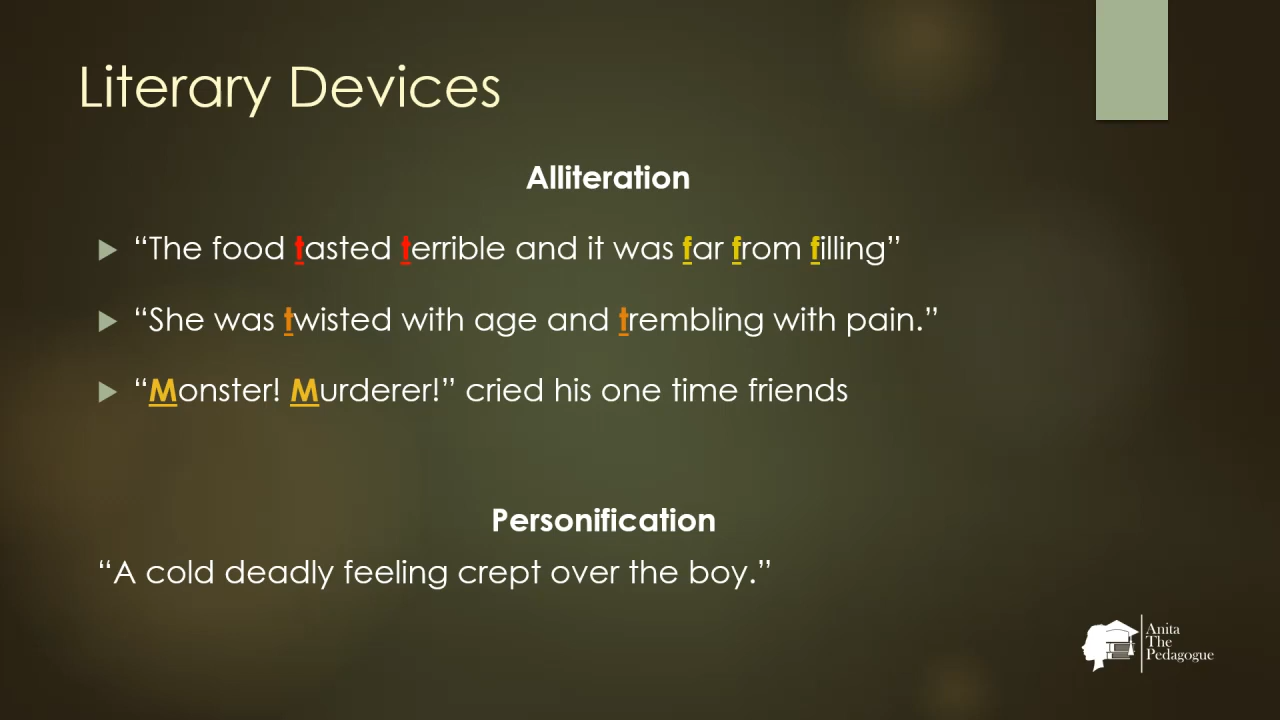 Literary Devices
Alliteration
“The food tasted terrible and it was far from filling”
“She was twisted with age and trembling with pain.”
“Monster! Murderer!” cried his one time friends
Personification
“A cold deadly feeling crept over the boy.”
Anita
The
Pedagogue